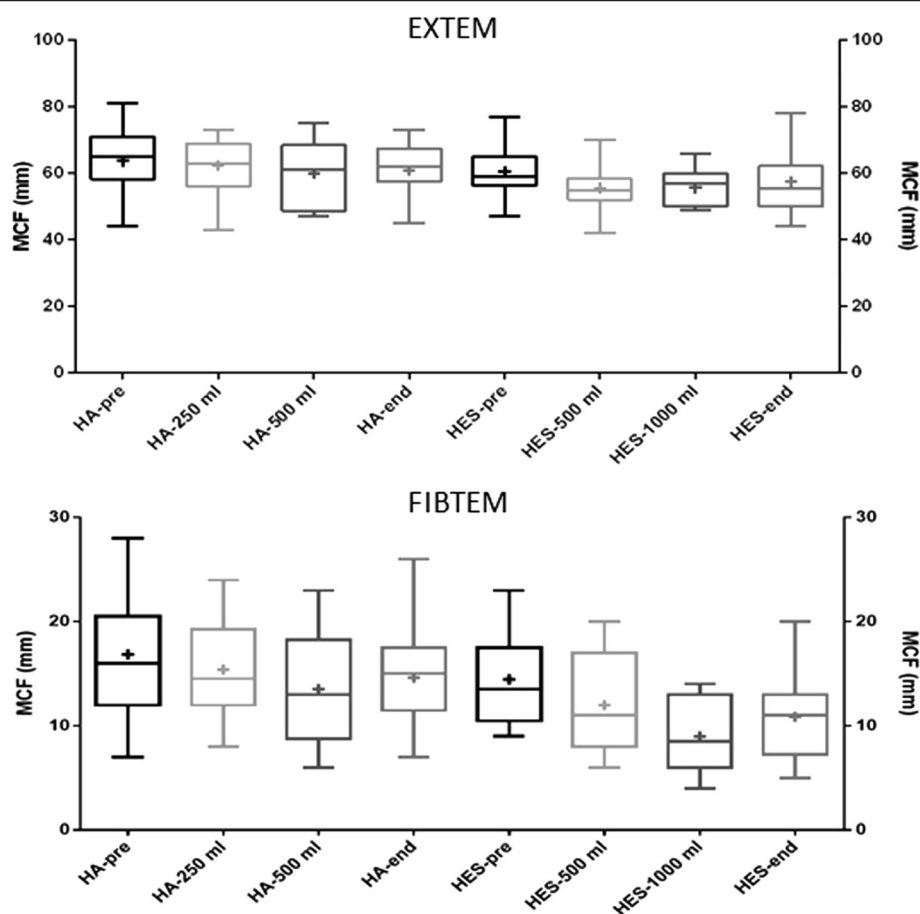 EXTEM
100
80
60
40
20
0
MCF (mm)
100
80
60
40
20
0
MCF (mm)
HA-pre
HA-250 ml
HA-500 ml
HA-end
HES-pre
HES-500 ml
HES-1000 ml
HES-end
FIBTEM
30
20
10
0
MCF (mm)
30
20
10
0
MCF (mm)
HA-pre
HA-250 ml
HA-500 ml
HA-end
HES-pre
HES-500 ml
HES-1000 ml
HES-end